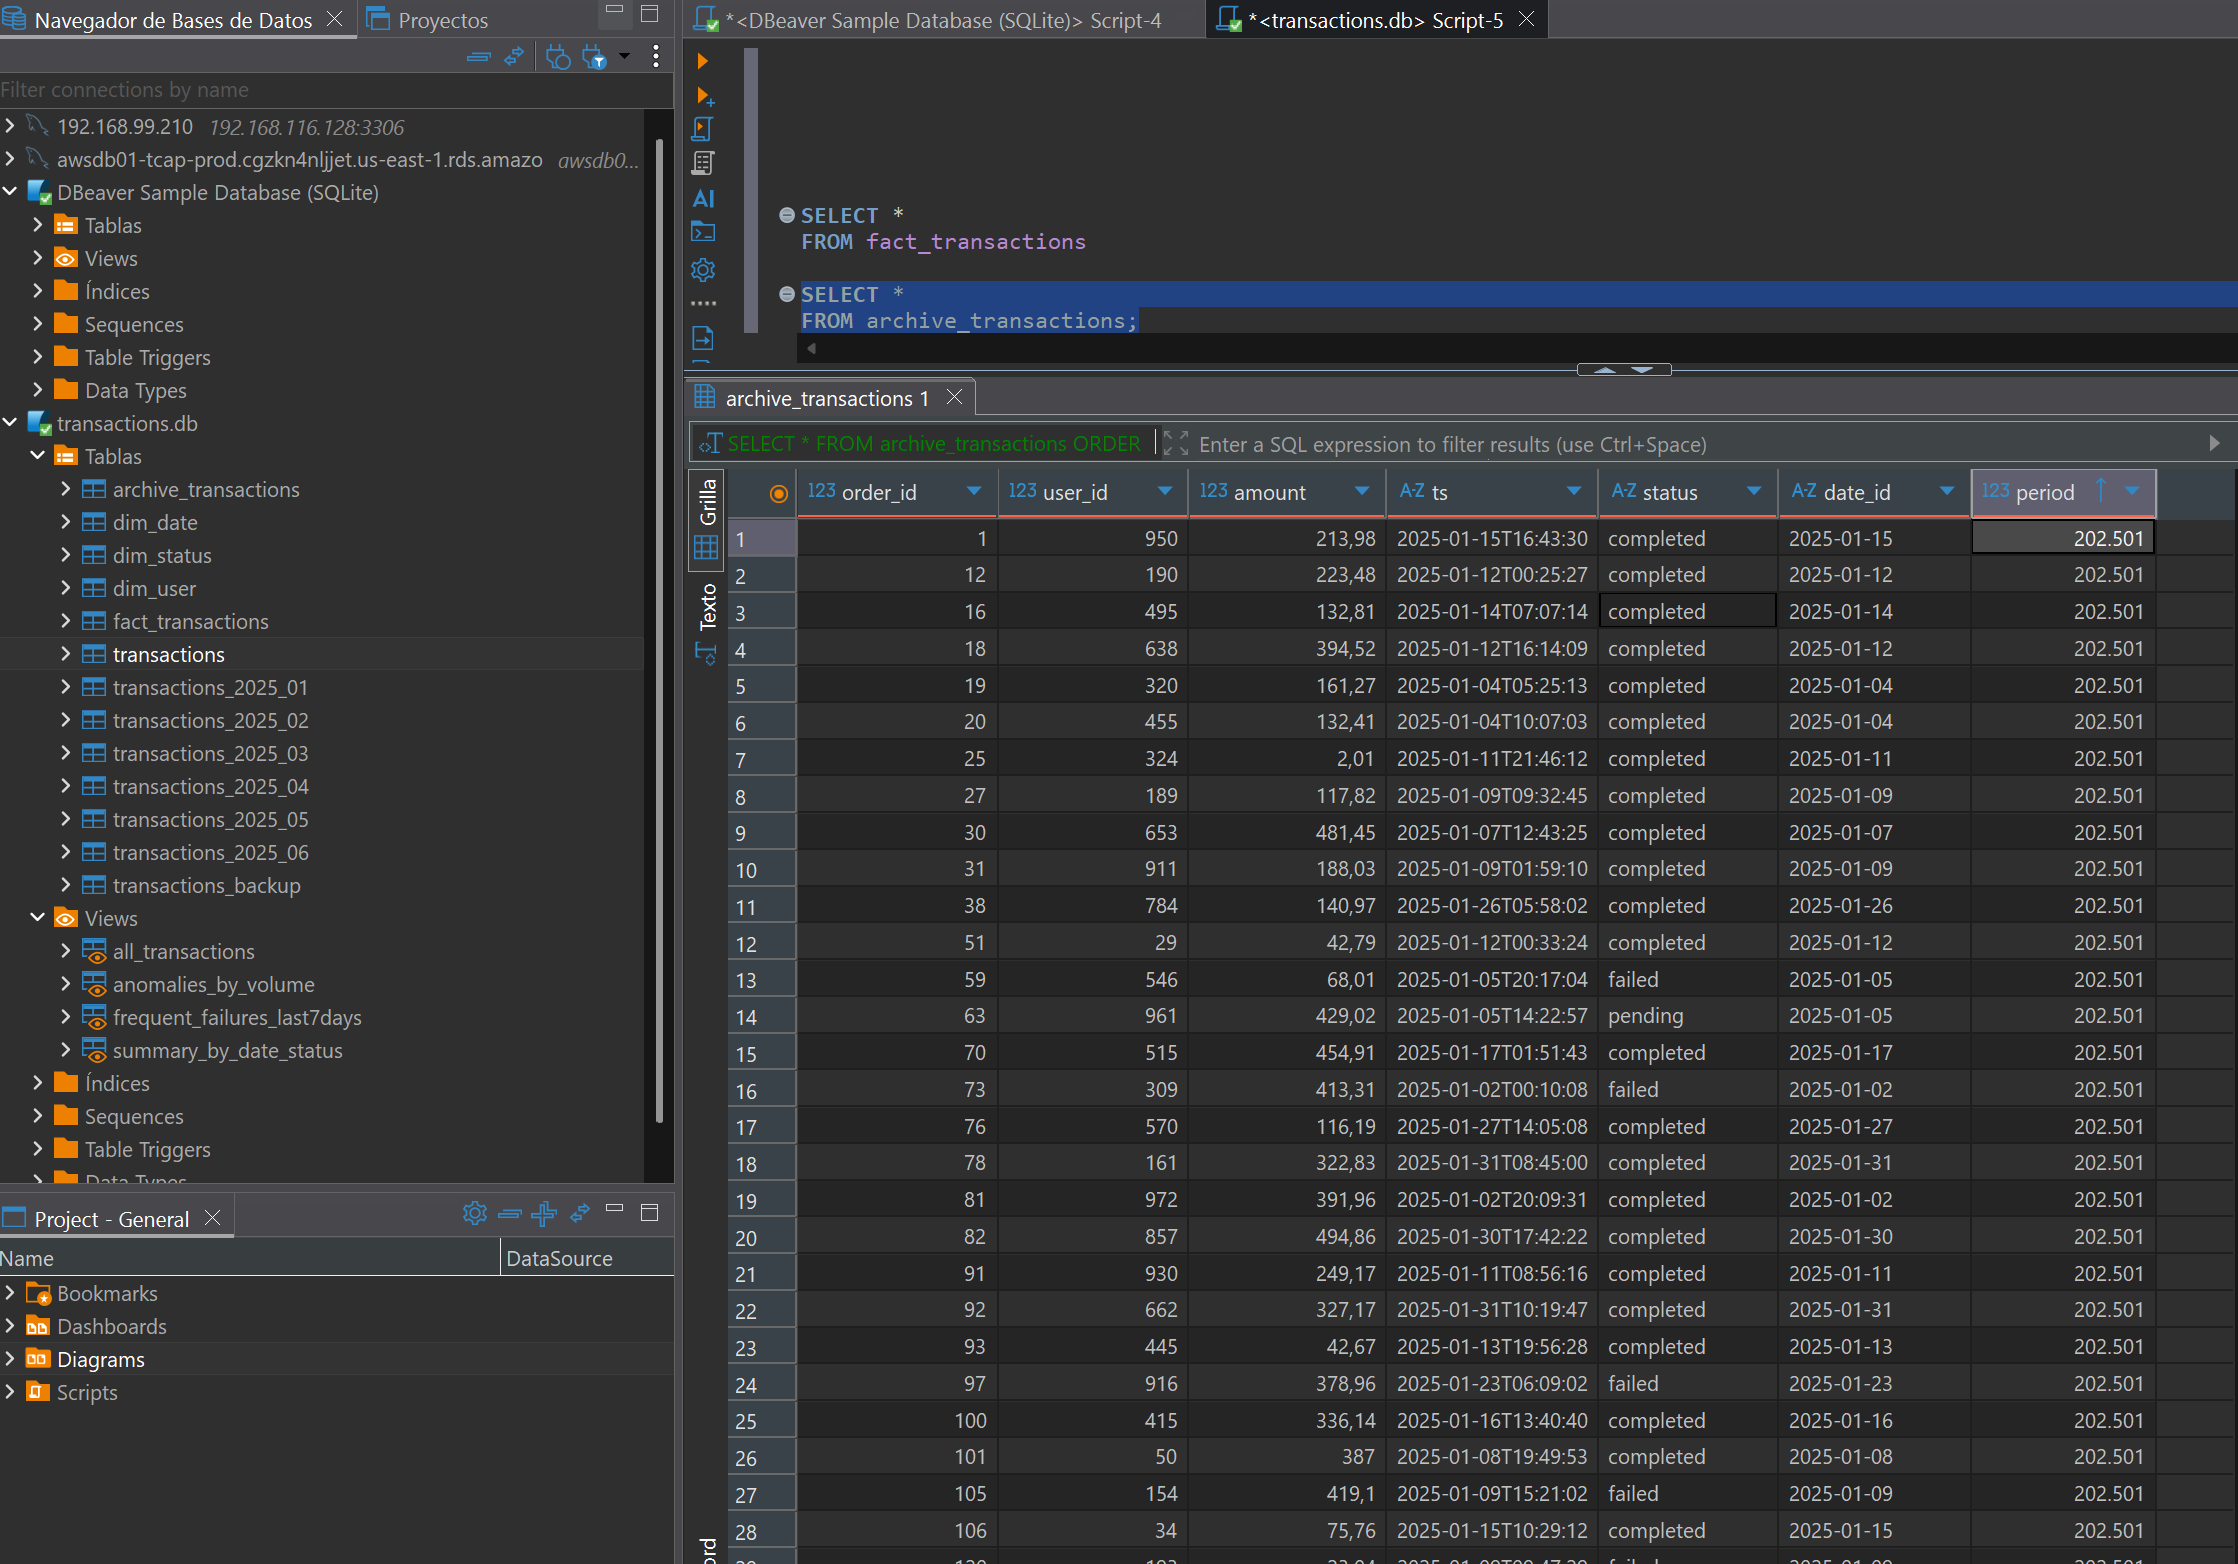 Navegador de Bases de Datos
Proyectos
Filter connections by name
192.168.99.210 192.168.116.128:3306
awsdb01-tcap-prod.cgzkn4nljjet.us-east-1.rds.amazo awsdb0...
DBeaver Sample Database (SQLite)
Tablas
Views
Índices
Sequences
Table Triggers
Data Types
transactions.db
Tablas
archive_transactions
dim_date
dim_status
dim_user
fact_transactions
transactions
transactions_2025_01
transactions_2025_02
transactions_2025_03
transactions_2025_04
transactions_2025_05
transactions_2025_06
transactions_backup
Views
all_transactions
anomalies_by_volume
frequent_failures_last7days
summary_by_date_status
Índices
Sequences
Table Triggers
Data Types
Project - General
Name DataSource
Bookmarks
Dashboards
Diagrams
Scripts
*<DBeaver Sample Database (SQLite)> Script-4
*<transactions.db> Script-5
AI
SELECT *
FROM fact_transactions
SELECT *
FROM archive_transactions;
archive_transactions 1
SELECT * FROM archive_transactions ORDER
Enter a SQL expression to filter results (use Ctrl+Space)
Grilla
Texto
123 order_id 123 user_id 123 amount A-Z ts A-Z status A-Z date_id 123 period
1 1 950 213,98 2025-01-15T16:43:30 completed 2025-01-15 202.501
2 12 190 223,48 2025-01-12T00:25:27 completed 2025-01-12 202.501
3 16 495 132,81 2025-01-14T07:07:14 completed 2025-01-14 202.501
4 18 638 394,52 2025-01-12T16:14:09 completed 2025-01-12 202.501
5 19 320 161,27 2025-01-04T05:25:13 completed 2025-01-04 202.501
6 20 455 132,41 2025-01-04T10:07:03 completed 2025-01-04 202.501
7 25 324 2,01 2025-01-11T21:46:12 completed 2025-01-11 202.501
8 27 189 117,82 2025-01-09T09:32:45 completed 2025-01-09 202.501
9 30 653 481,45 2025-01-07T12:43:25 completed 2025-01-07 202.501
10 31 911 188,03 2025-01-09T01:59:10 completed 2025-01-09 202.501
11 38 784 140,97 2025-01-26T05:58:02 completed 2025-01-26 202.501
12 51 29 42,79 2025-01-12T00:33:24 completed 2025-01-12 202.501
13 59 546 68,01 2025-01-05T20:17:04 failed 2025-01-05 202.501
14 63 961 429,02 2025-01-05T14:22:57 pending 2025-01-05 202.501
15 70 515 454,91 2025-01-17T01:51:43 completed 2025-01-17 202.501
16 73 309 413,31 2025-01-02T00:10:08 failed 2025-01-02 202.501
17 76 570 116,19 2025-01-27T14:05:08 completed 2025-01-27 202.501
18 78 161 322,83 2025-01-31T08:45:00 completed 2025-01-31 202.501
19 81 972 391,96 2025-01-02T20:09:31 completed 2025-01-02 202.501
20 82 857 494,86 2025-01-30T17:42:22 completed 2025-01-30 202.501
21 91 930 249,17 2025-01-11T08:56:16 completed 2025-01-11 202.501
22 92 662 327,17 2025-01-31T10:19:47 completed 2025-01-31 202.501
23 93 445 42,67 2025-01-13T19:56:28 completed 2025-01-13 202.501
24 97 916 378,96 2025-01-23T06:09:02 failed 2025-01-23 202.501
25 100 415 336,14 2025-01-16T13:40:40 completed 2025-01-16 202.501
26 101 50 387 2025-01-08T19:49:53 completed 2025-01-08 202.501
27 105 154 419,1 2025-01-09T15:21:02 failed 2025-01-09 202.501
28 106 34 75,76 2025-01-15T10:29:12 completed 2025-01-15 202.501